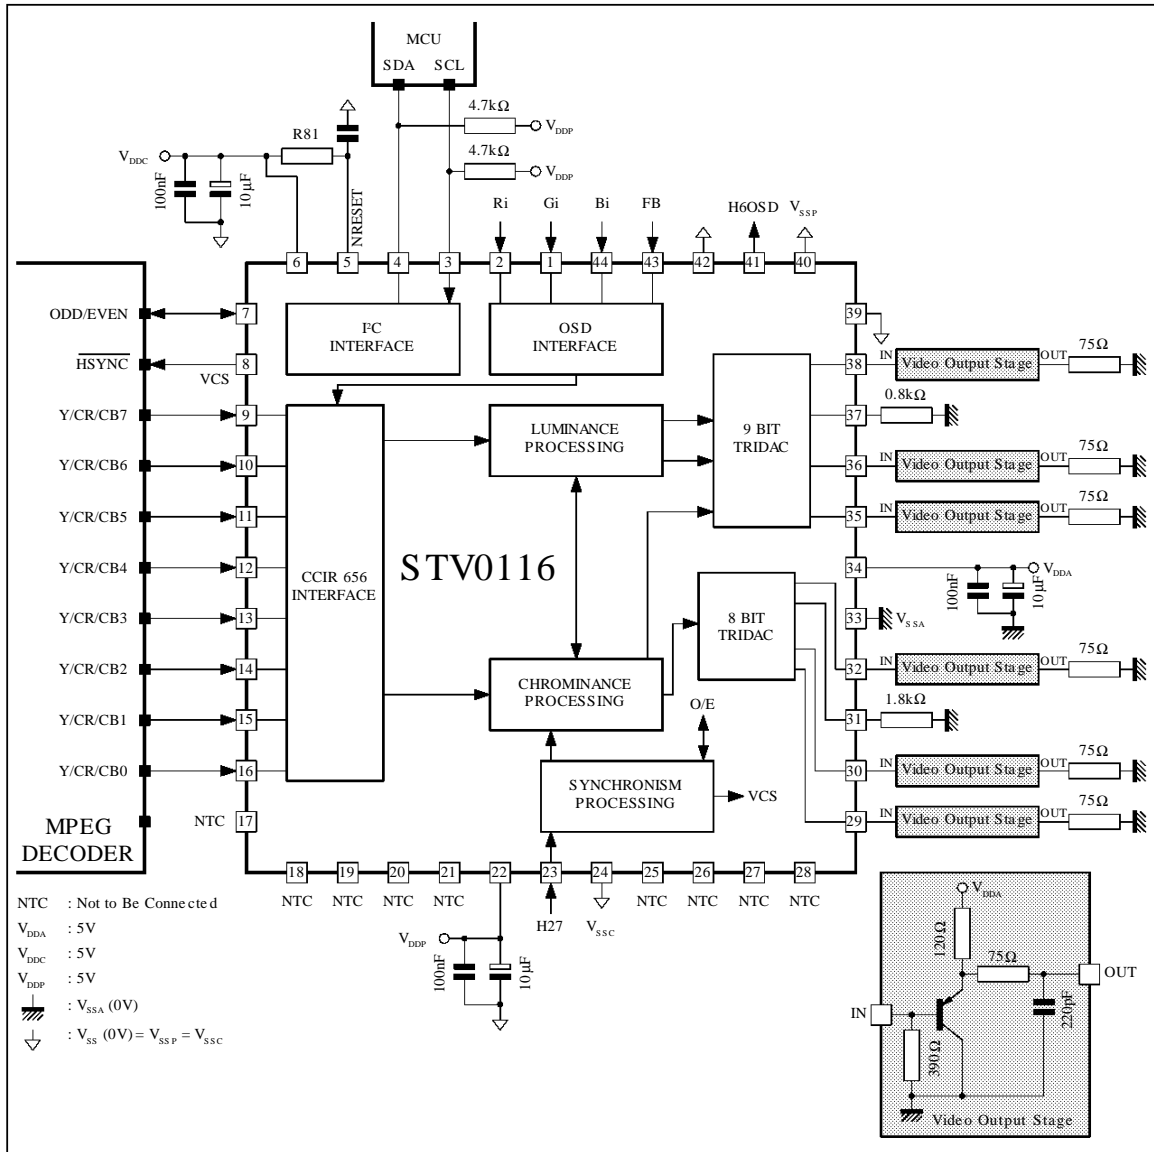 MCU
SDA SCL
4.7kΩ
VDDP
4.7kΩ
VDDP
R81
VDDC
100nF
10µF
NRESET
Ri Gi Bi FB
H6OSD
VSSP
6 5 4 3 2 1 44 43 42 41 40
ODD/EVEN
7
HSYNC
8
VCS
Y/CR/CB7
9
Y/CR/CB6
10
Y/CR/CB5
11
Y/CR/CB4
12
Y/CR/CB3
13
Y/CR/CB2
14
Y/CR/CB1
15
Y/CR/CB0
16
NTC
17
MPEG
DECODER
I²C
INTERFACE
OSD
INTERFACE
LUMINANCE
PROCESSING
9 BIT
TRIDAC
CCIR 656
INTERFACE
STV0116
8 BIT
TRIDAC
CHROMINANCE
PROCESSING
O/E
SYNCHRONISM
PROCESSING
VCS
39
38
IN Video Output Stage OUT 75Ω
37
0.8kΩ
36
IN Video Output Stage OUT 75Ω
35
IN Video Output Stage OUT 75Ω
34
VDDA
100nF
10µF
33
VSSA
32
IN Video Output Stage OUT 75Ω
31
1.8kΩ
30
IN Video Output Stage OUT 75Ω
29
IN Video Output Stage OUT 75Ω
18 19 20 21 22 23 24 25 26 27 28
NTC NTC NTC NTC H27 VSSC NTC NTC NTC NTC
VDDP
100nF
10µF
NTC : Not to Be Connected
VDDA : 5V
VDDC : 5V
VDDP : 5V
: VSSA (0V)
: VSS (0V) = VSSP = VSSC
VDDA
120Ω
75Ω
OUT
220pF
IN
390Ω
Video Output Stage